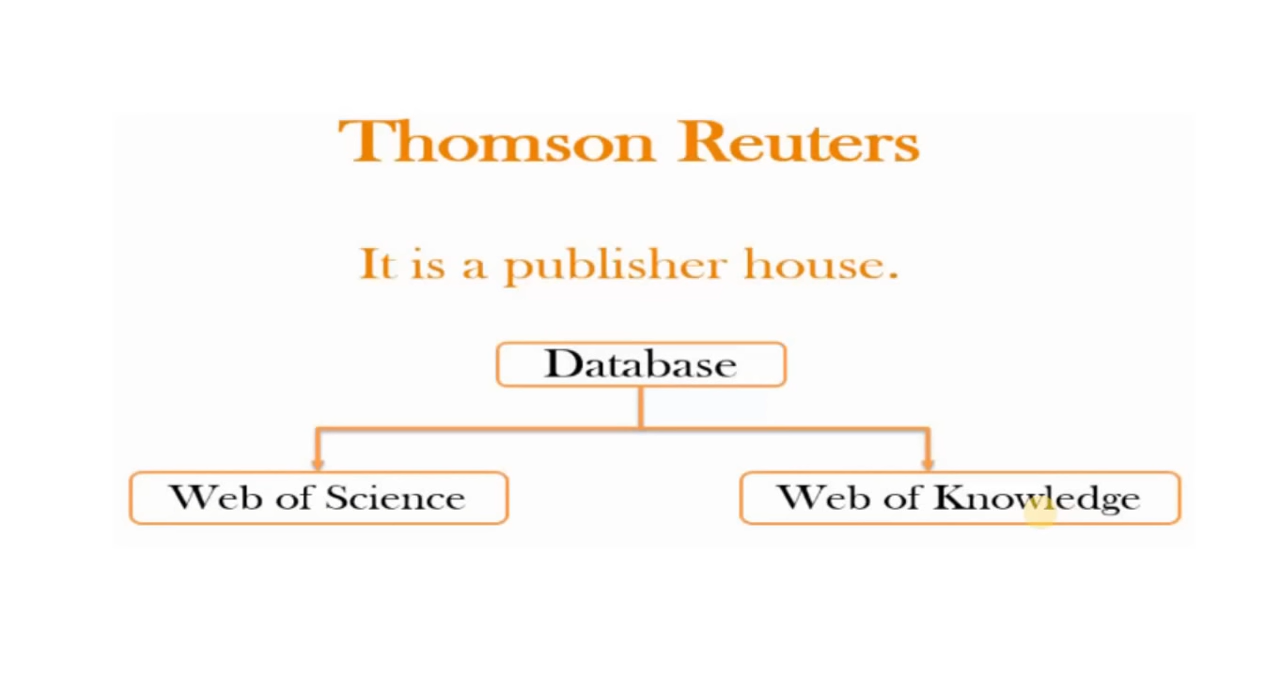 Thomson Reuters
It is a publisher house.
Database
Web of Science
Web of Knowledge